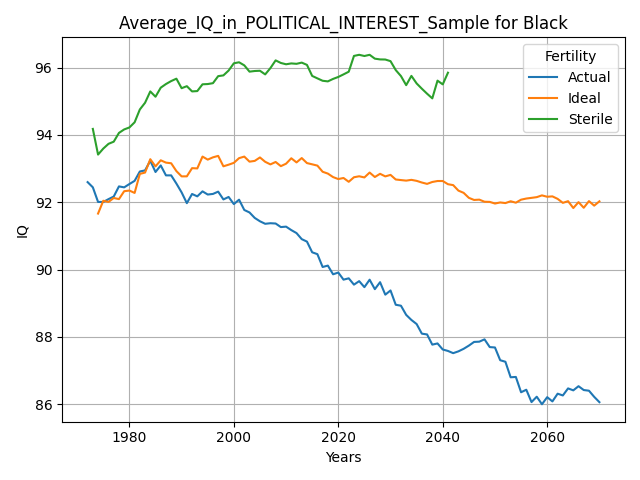 Average_IQ_in_POLITICAL_INTEREST_Sample for Black
Fertility
Actual
Ideal
Sterile
IQ
96
94
92
90
88
86
1980
2000
2020
2040
2060
Years